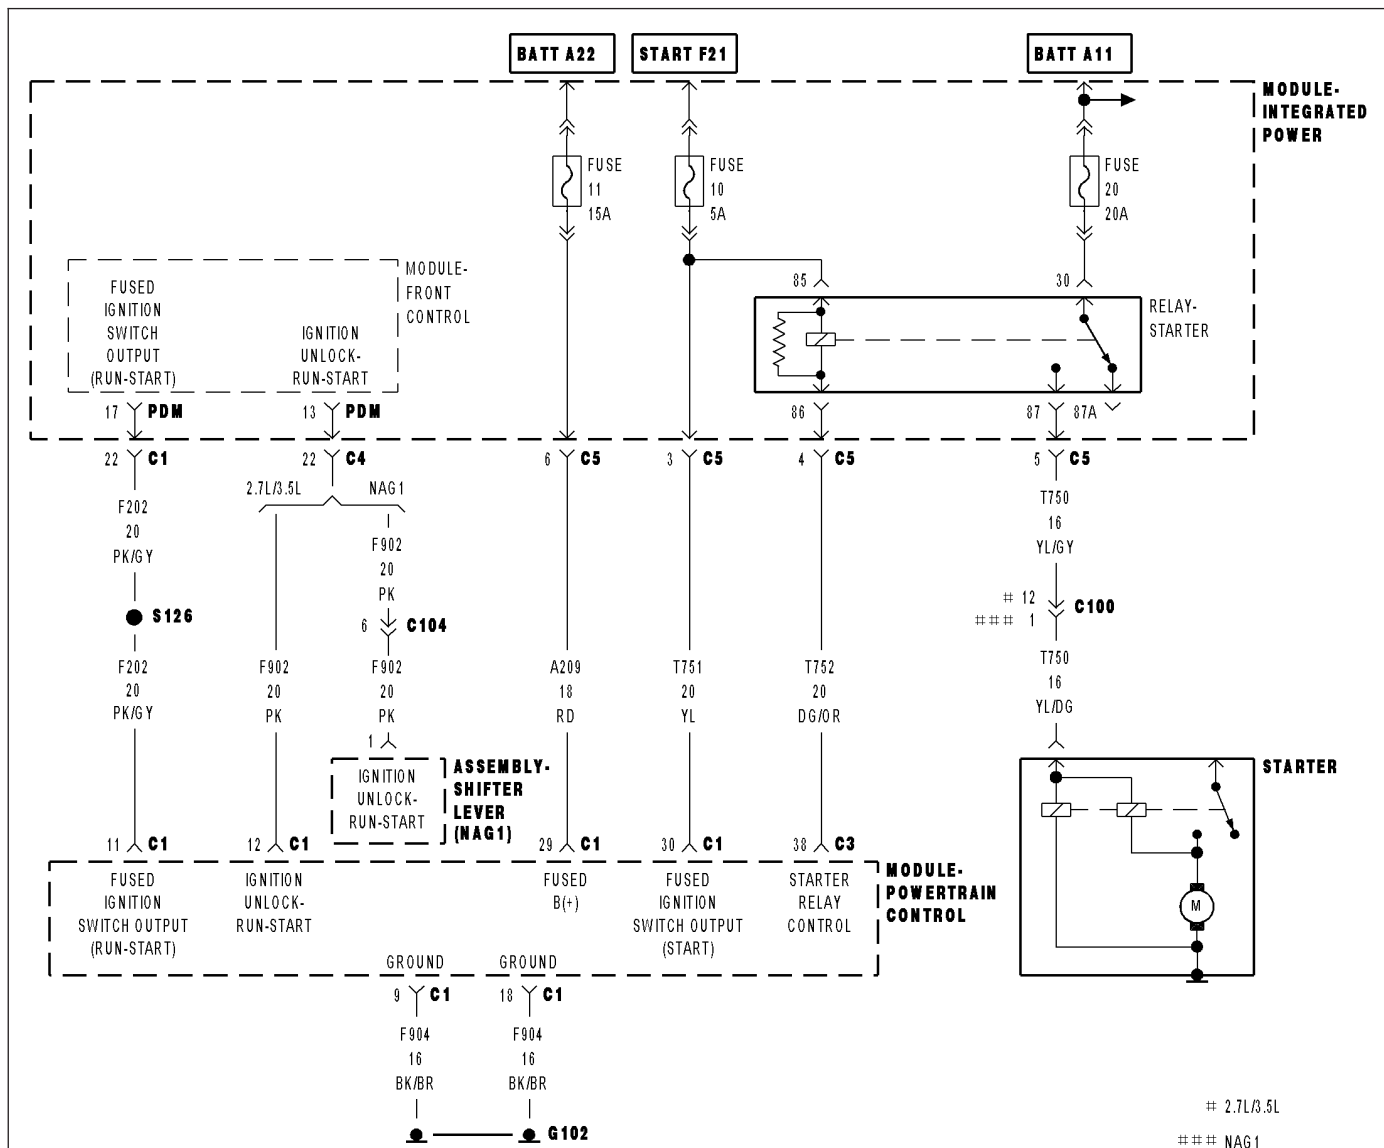 BATT A22
START F21
BATT A11
MODULE-
INTEGRATED
POWER
FUSE
11
15A
FUSE
10
5A
FUSE
20
20A
MODULE-
FRONT
CONTROL
FUSED
IGNITION
SWITCH
OUTPUT
(RUN-START)
IGNITION
UNLOCK-
RUN-START
85
30
RELAY-
STARTER
17 PDM
13 PDM
86
87
87A
22 C1
22 C4
6 C5
3 C5
4 C5
5 C5
2.7L/3.5L
NAG1
F202
20
PK/GY
F902
20
PK
T750
16
YL/GY
S126
6 C104
# 12
### 1
C100
F202
20
PK/GY
F902
20
PK
F902
20
PK
A209
18
RD
T751
20
YL
T752
20
DG/OR
T750
16
YL/DG
1
IGNITION
UNLOCK-
RUN-START
ASSEMBLY-
SHIFTER
LEVER
(NAG1)
STARTER
M
11 C1
12 C1
29 C1
30 C1
38 C3
FUSED
IGNITION
SWITCH OUTPUT
(RUN-START)
IGNITION
UNLOCK-
RUN-START
FUSED
B(+)
FUSED
IGNITION
SWITCH OUTPUT
(START)
STARTER
RELAY
CONTROL
MODULE-
POWERTRAIN
CONTROL
GROUND
GROUND
9 C1
18 C1
F904
16
BK/BR
F904
16
BK/BR
G102
# 2.7L/3.5L
### NAG1